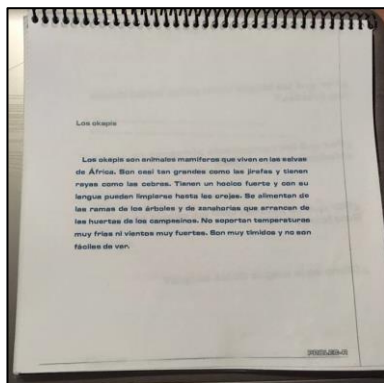 Los okapis
Los okapis son animales mamíferos que viven en las selvas
de África. Son casi tan grandes como las jirafas y tienen
rayas como las cebras. Tienen un hocico fuerte y con su
lengua pueden limpiarse hasta las orejas. Se alimentan de
las ramas de los árboles y de zanahorias que arrancan de
las huertas de los campesinos. No soportan temperaturas
muy frías ni vientos muy fuertes. Son muy tímidos y no son
fáciles de ver.
PROLEC-R